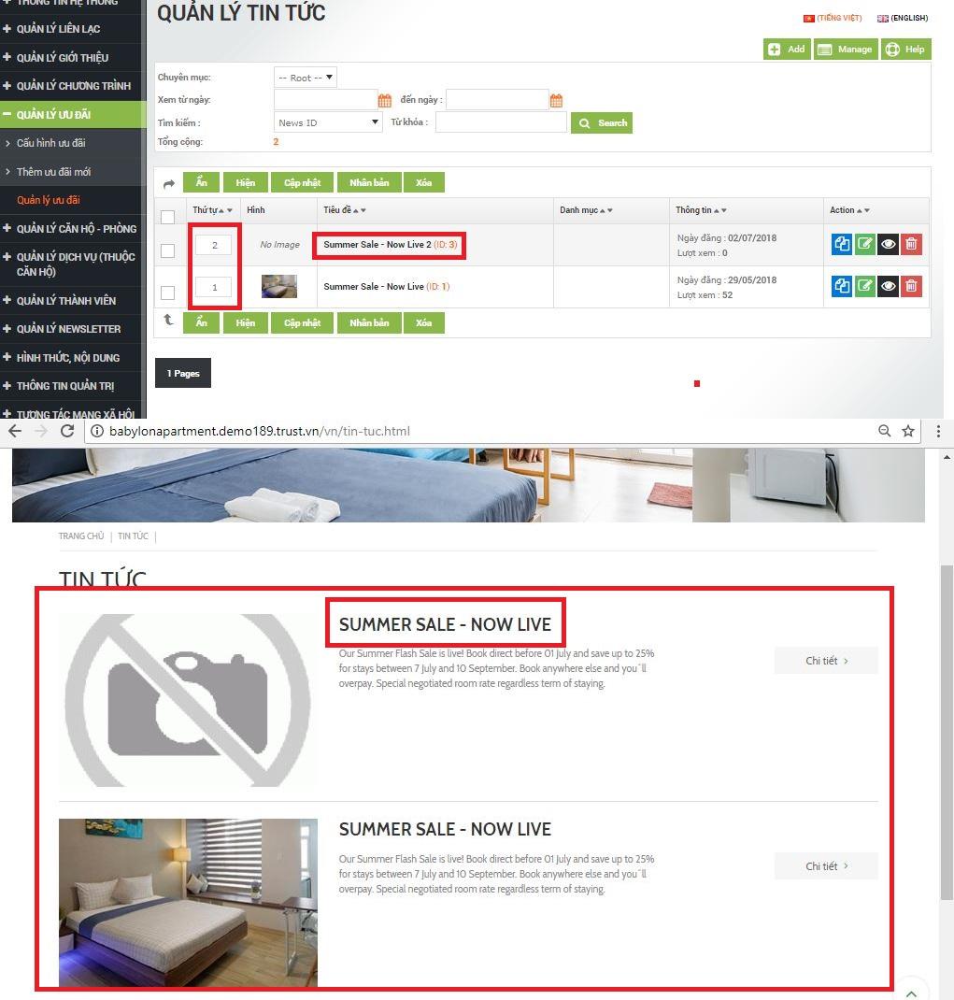 THÔNG TIN HỆ THỐNG
QUẢN LÝ LIÊN LẠC
QUẢN LÝ GIỚI THIỆU
QUẢN LÝ CHƯƠNG TRÌNH
QUẢN LÝ ƯU ĐÃI
Cấu hình ưu đãi
Thêm ưu đãi mới
Quản lý ưu đãi
QUẢN LÝ CĂN HỘ - PHÒNG
QUẢN LÝ DỊCH VỤ (THUỘC
CĂN HỘ)
QUẢN LÝ THÀNH VIÊN
QUẢN LÝ NEWSLETTER
HÌNH THỨC, NỘI DUNG
THÔNG TIN QUẢN TRỊ
TƯƠNG TÁC MẠNG XÃ HỘI
QUẢN LÝ TIN TỨC
(TIẾNG VIỆT) (ENGLISH)
Add Manage Help
Chuyên mục: -- Root --
Xem từ ngày: đến ngày :
Tìm kiếm : News ID Từ khóa : Search
Tổng cộng: 2
Ẩn Hiện Cập nhật Nhân bản Xóa
Thứ tự Hình Tiêu đề Danh mục Thông tin Action
2 No Image Summer Sale - Now Live 2 (ID: 3) Ngày đăng : 02/07/2018
Lượt xem : 0
1 Summer Sale - Now Live (ID: 1) Ngày đăng : 29/05/2018
Lượt xem : 52
Ẩn Hiện Cập nhật Nhân bản Xóa
1 Pages
babylonapartment.demo189.trust.vn/vn/tin-tuc.html
TRANG CHỦ | TIN TỨC |
TIN TỨC
SUMMER SALE - NOW LIVE
Our Summer Flash Sale is live! Book direct before 01 July and save up to 25%
for stays between 7 July and 10 September. Book anywhere else and you´ll
overpay. Special negotiated room rate regardless term of staying.
Chi tiết >
SUMMER SALE - NOW LIVE
Our Summer Flash Sale is live! Book direct before 01 July and save up to 25%
for stays between 7 July and 10 September. Book anywhere else and you´ll
overpay. Special negotiated room rate regardless term of staying.
Chi tiết >